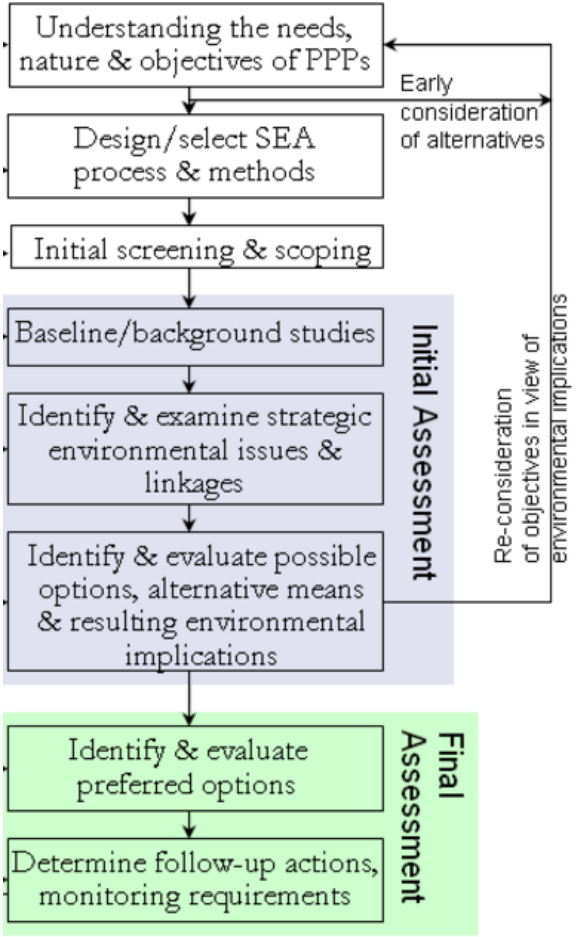 Understanding the needs,
nature & objectives of PPPs
Early
consideration
of alternatives
Design/select SEA
process & methods
Initial screening & scoping
Baseline/background studies
Identify & examine strategic
environmental issues &
linkages
Identify & evaluate possible
options, alternative means
& resulting environmental
implications
Initial Assessment
Re-consideration
of objectives in view of
environmental implications
Identify & evaluate
preferred options
Determine follow-up actions,
monitoring requirements
Final
Assessment